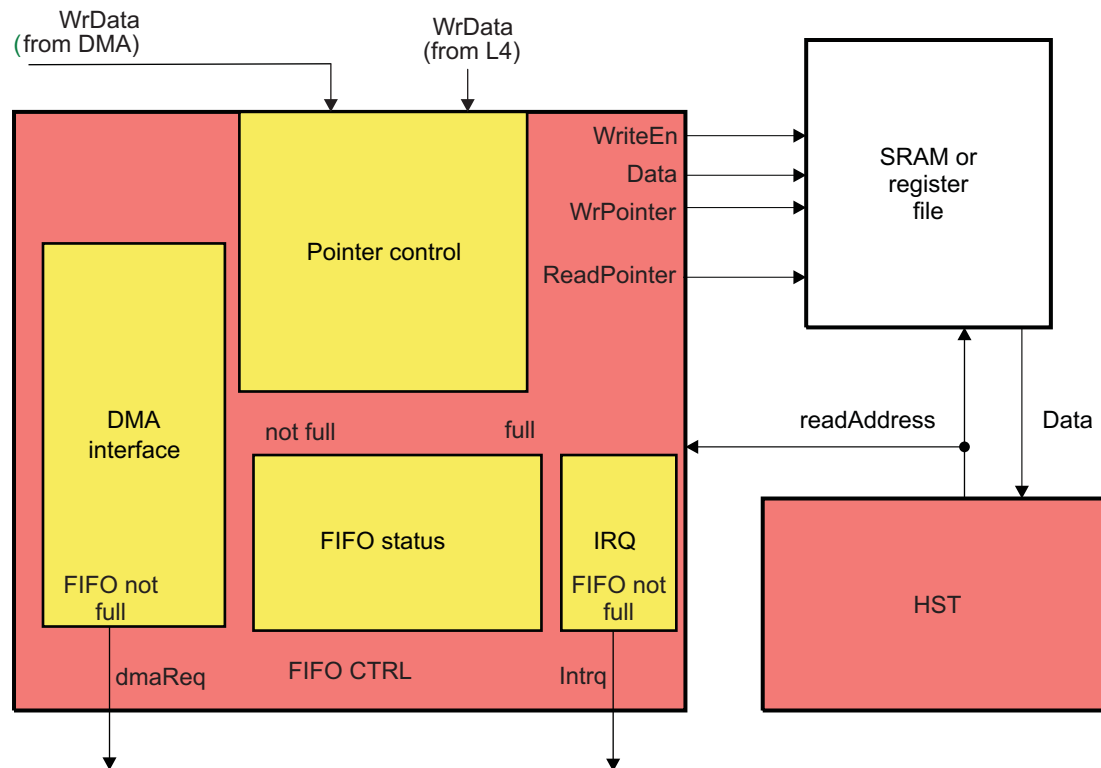 WrData
(from DMA)
WrData
(from L4)
WriteEn
Data
WrPointer
ReadPointer
SRAM or
register
file
Pointer control
DMA
interface
FIFO not
full
not full
full
FIFO status
IRQ
FIFO not
full
readAddress
Data
HST
dmaReq
FIFO CTRL
Intrq